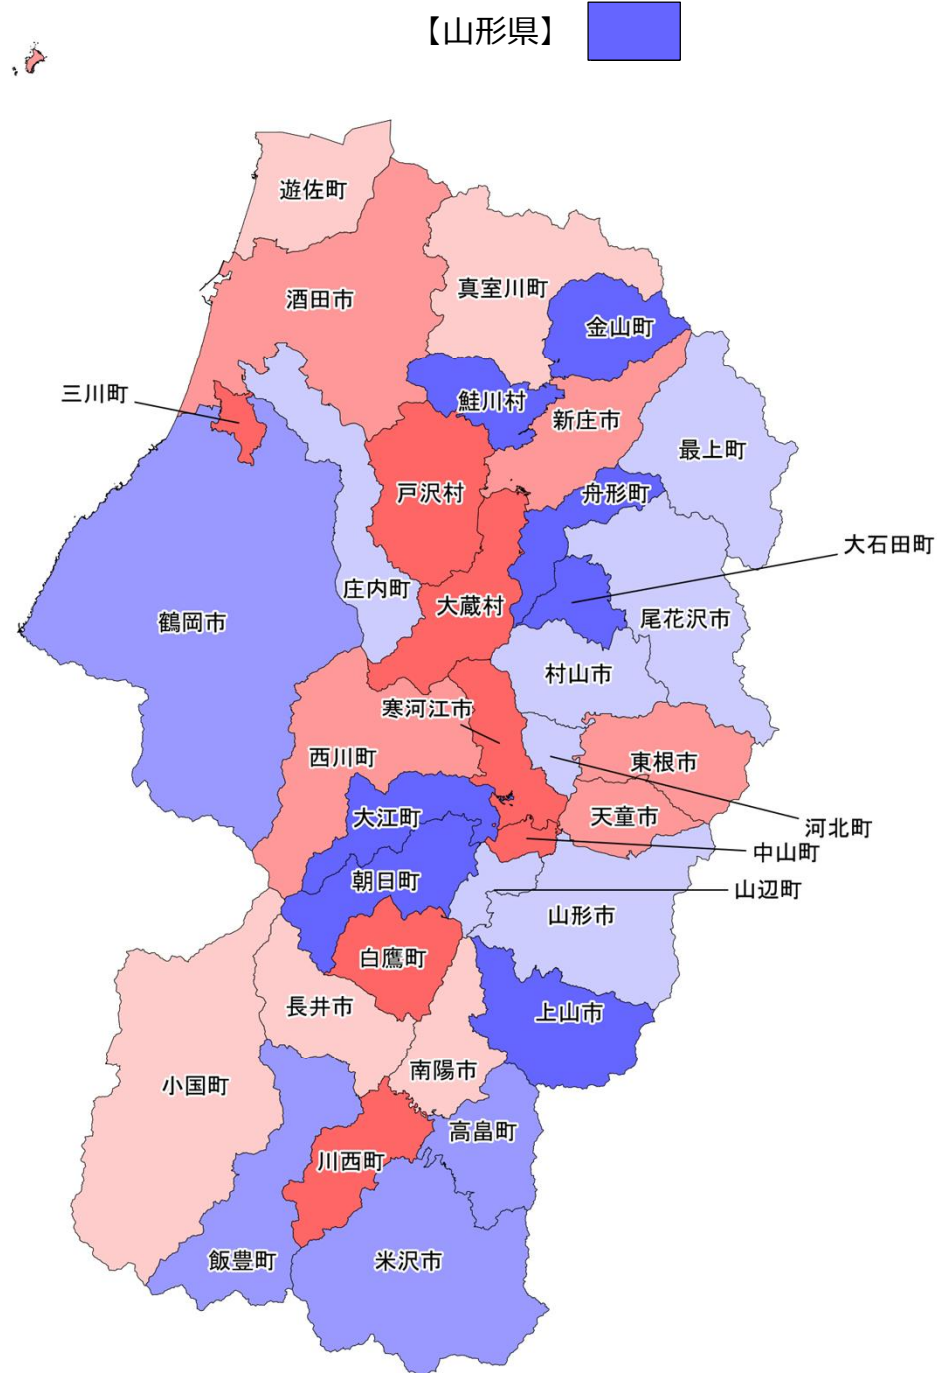 【山形県】
遊佐町
真室川町
酒田市
金山町
三川町
鮭川村
新庄市
最上町
戸沢村
舟形町
大石田町
庄内町
大蔵村
鶴岡市
尾花沢市
村山市
寒河江市
西川町
東根市
大江町
天童市
河北町
中山町
朝日町
山辺町
山形市
白鷹町
長井市
上山市
南陽市
小国町
高畠町
川西町
飯豊町
米沢市